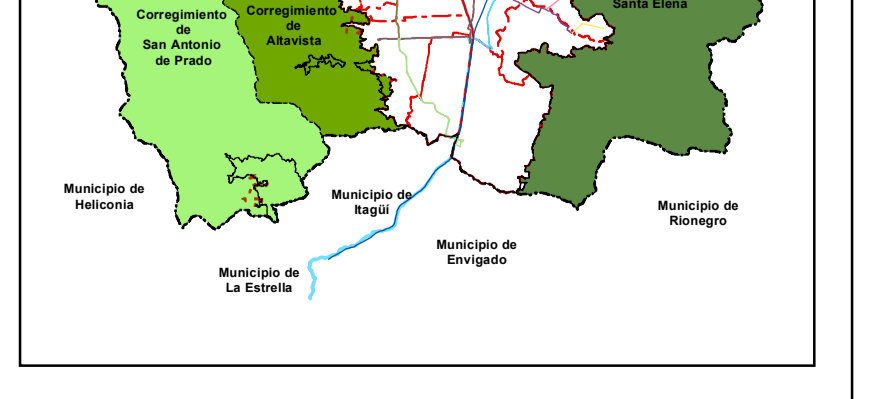 Santa Elena
Corregimiento
de
San Antonio
de Prado
Corregimiento
de
Altavista
Municipio de
Heliconia
Municipio de
Itagüí
Municipio de
Rionegro
Municipio de
Envigado
Municipio de
La Estrella